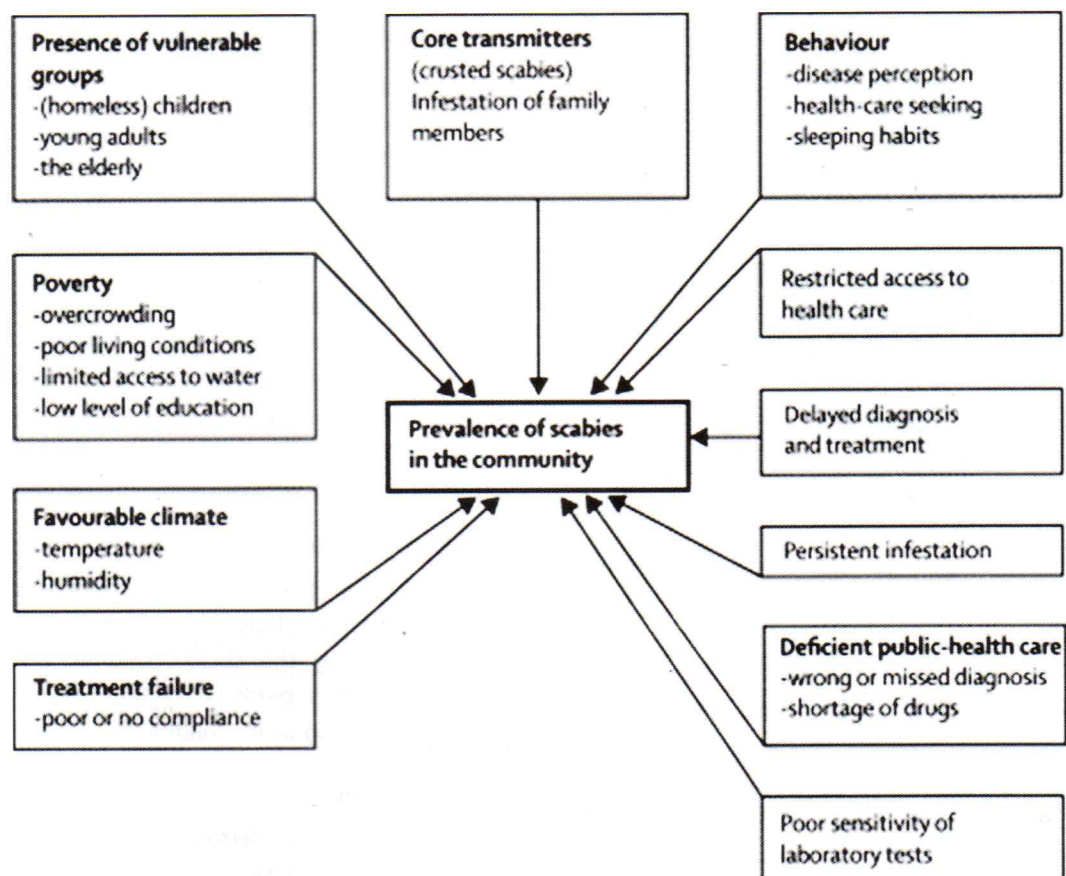 Presence of vulnerable
groups
-(homeless) children
-young adults
-the elderly
Core transmitters
(crusted scabies)
Infestation of family
members
Behaviour
-disease perception
-health-care seeking
-sleeping habits
Poverty
-overcrowding
-poor living conditions
-limited access to water
-low level of education
Restricted access to
health care
Prevalence of scabies
in the community
Delayed diagnosis
and treatment
Favourable climate
-temperature
-humidity
Persistent infestation
Treatment failure
-poor or no compliance
Deficient public-health care
-wrong or missed diagnosis
-shortage of drugs
Poor sensitivity of
laboratory tests